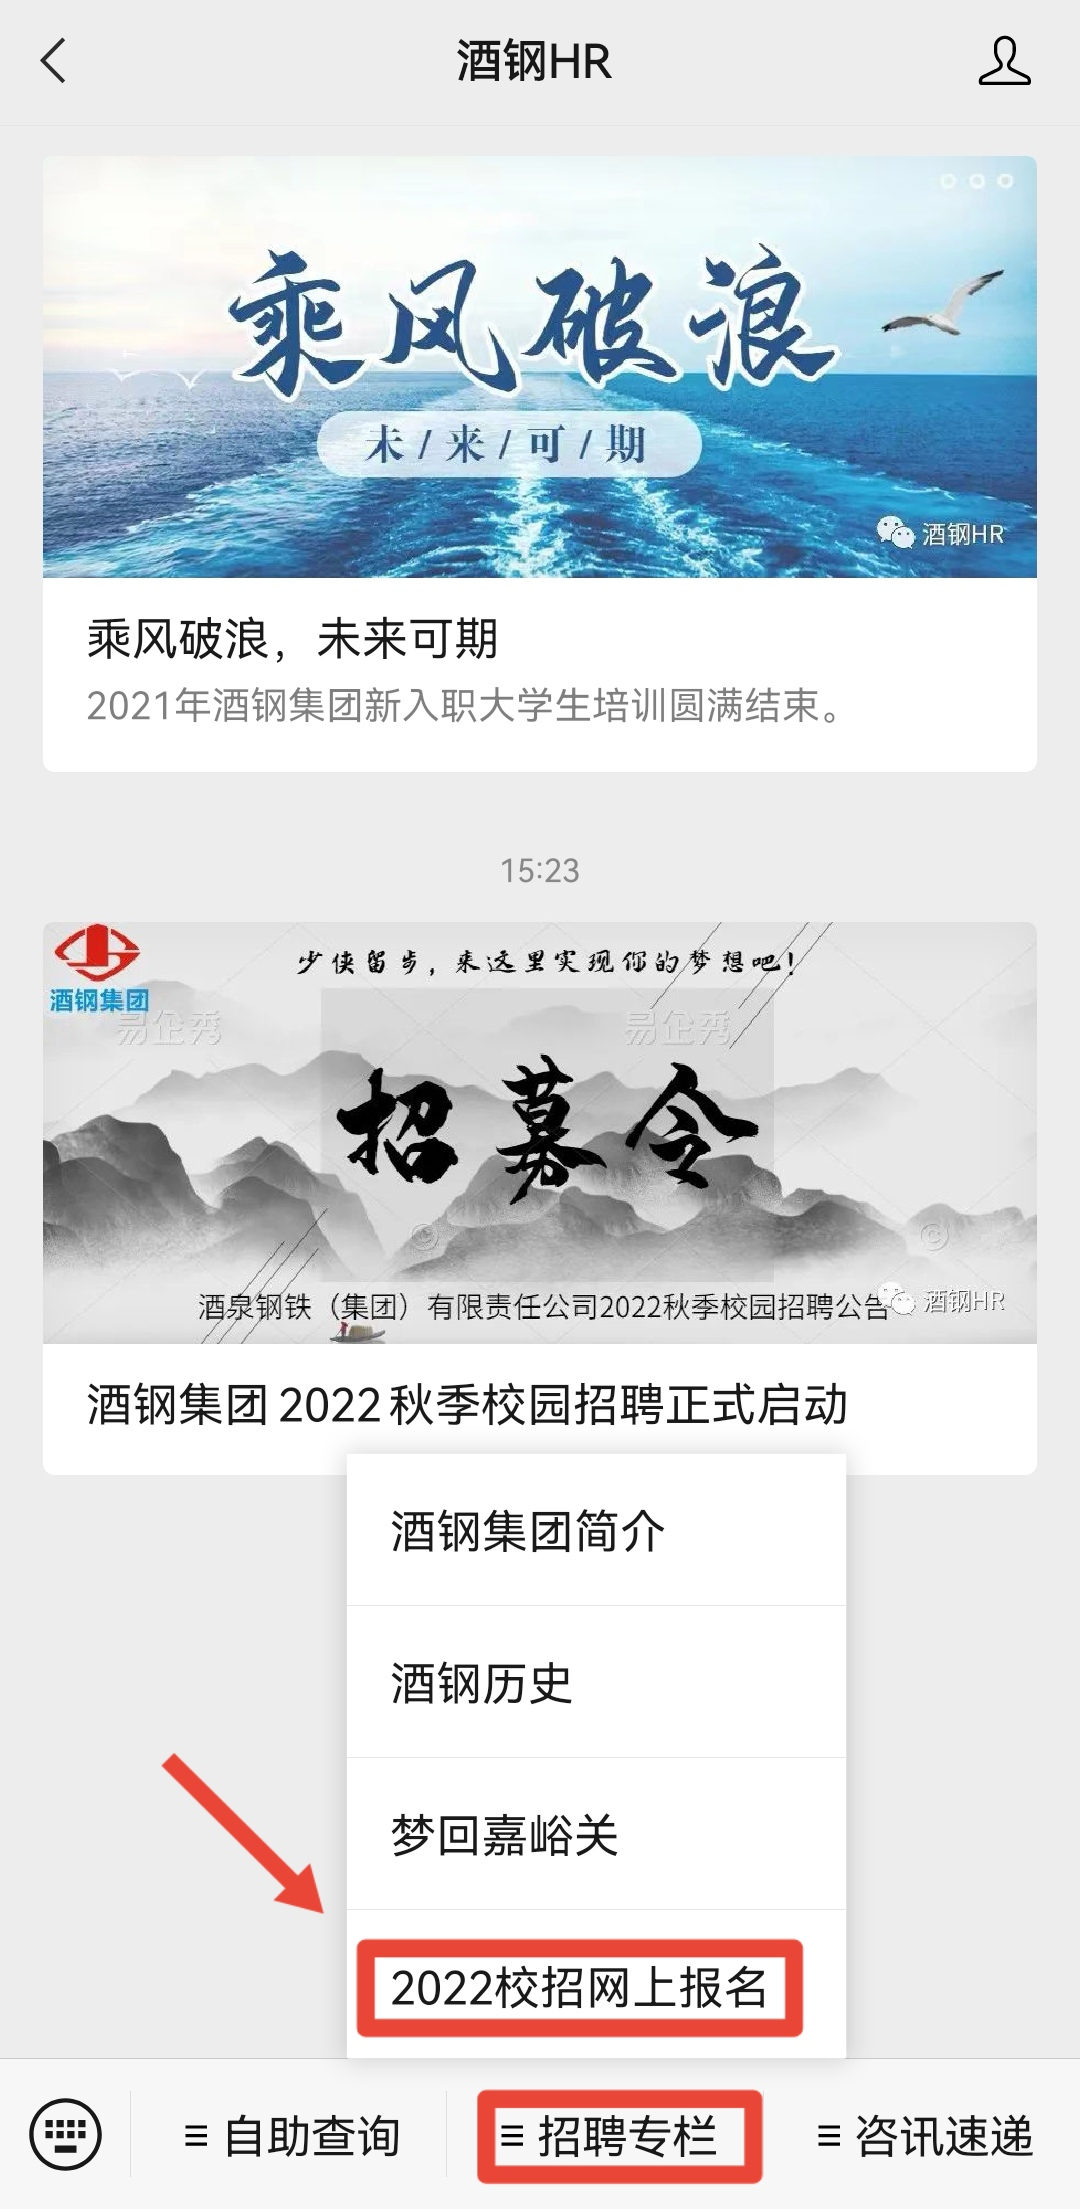 酒钢HR
乘风破浪
未/来/可/期
酒钢HR
乘风破浪，未来可期
2021年酒钢集团新入职大学生培训圆满结束。
15:23
酒钢集团
少侠留步，来这里实现你的梦想吧！
易企秀 易企秀
招募令
酒泉钢铁（集团）有限责任公司2022秋季校园招聘公告
酒钢HR
酒钢集团2022秋季校园招聘正式启动
酒钢集团简介
酒钢历史
梦回嘉峪关
2022校招网上报名
自助查询
招聘专栏
咨讯速递